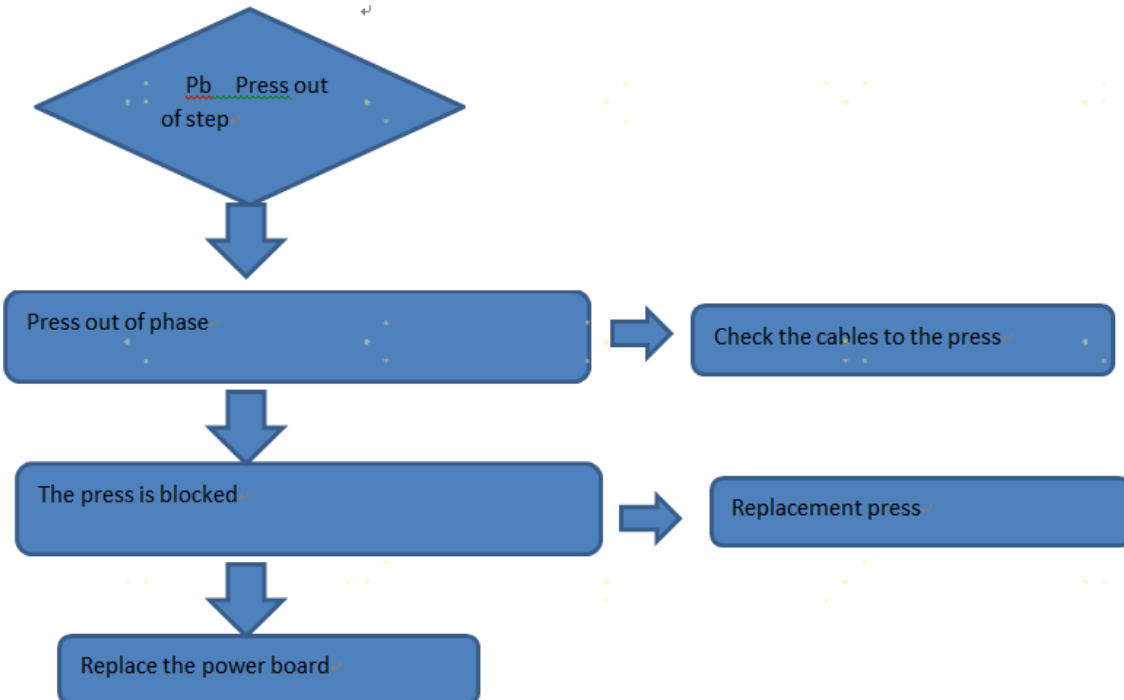 Pb Press out
of step
Press out of phase
Check the cables to the press
The press is blocked
Replacement press
Replace the power board